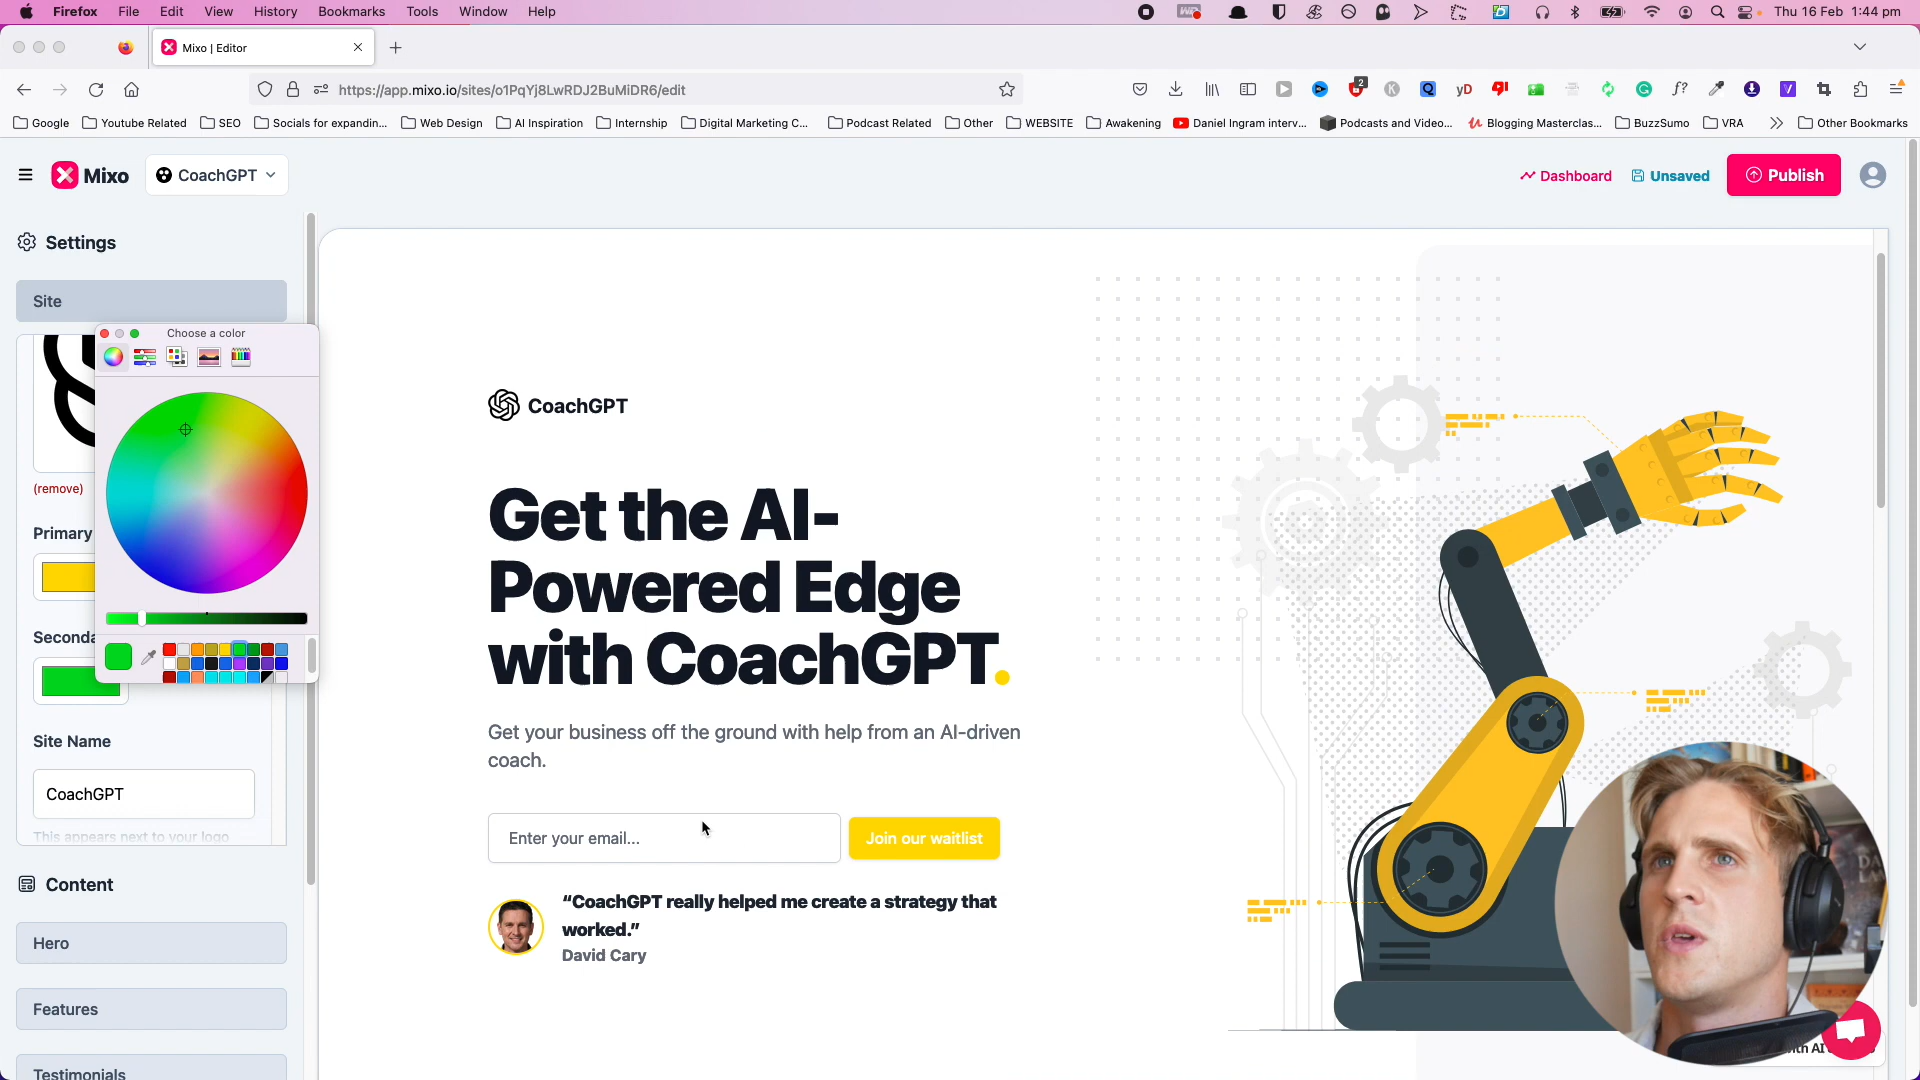 Firefox File Edit View History Bookmarks Tools Window Help
Thu 16 Feb 1:44 pm
Mixo | Editor
https://app.mixo.io/sites/o1PqYj8LwRDJ2BuMiDR6/edit
2
yD
f?
Google
Youtube Related
SEO
Socials for expandin...
Web Design
AI Inspiration
Internship
Digital Marketing C...
Podcast Related
Other
WEBSITE
Awakening
Daniel Ingram interv...
Podcasts and Video...
Blogging Masterclas...
BuzzSumo
VRA
Other Bookmarks
Mixo
CoachGPT
Dashboard
Unsaved
Publish
Settings
Site
Choose a color
(remove)
Primary
Seconda
Site Name
CoachGPT
This appears next to your logo
Content
Hero
Features
Testimonials
CoachGPT
Get the AI-
Powered Edge
with CoachGPT.
Get your business off the ground with help from an AI-driven
coach.
Enter your email...
Join our waitlist
“CoachGPT really helped me create a strategy that
worked.”
David Cary